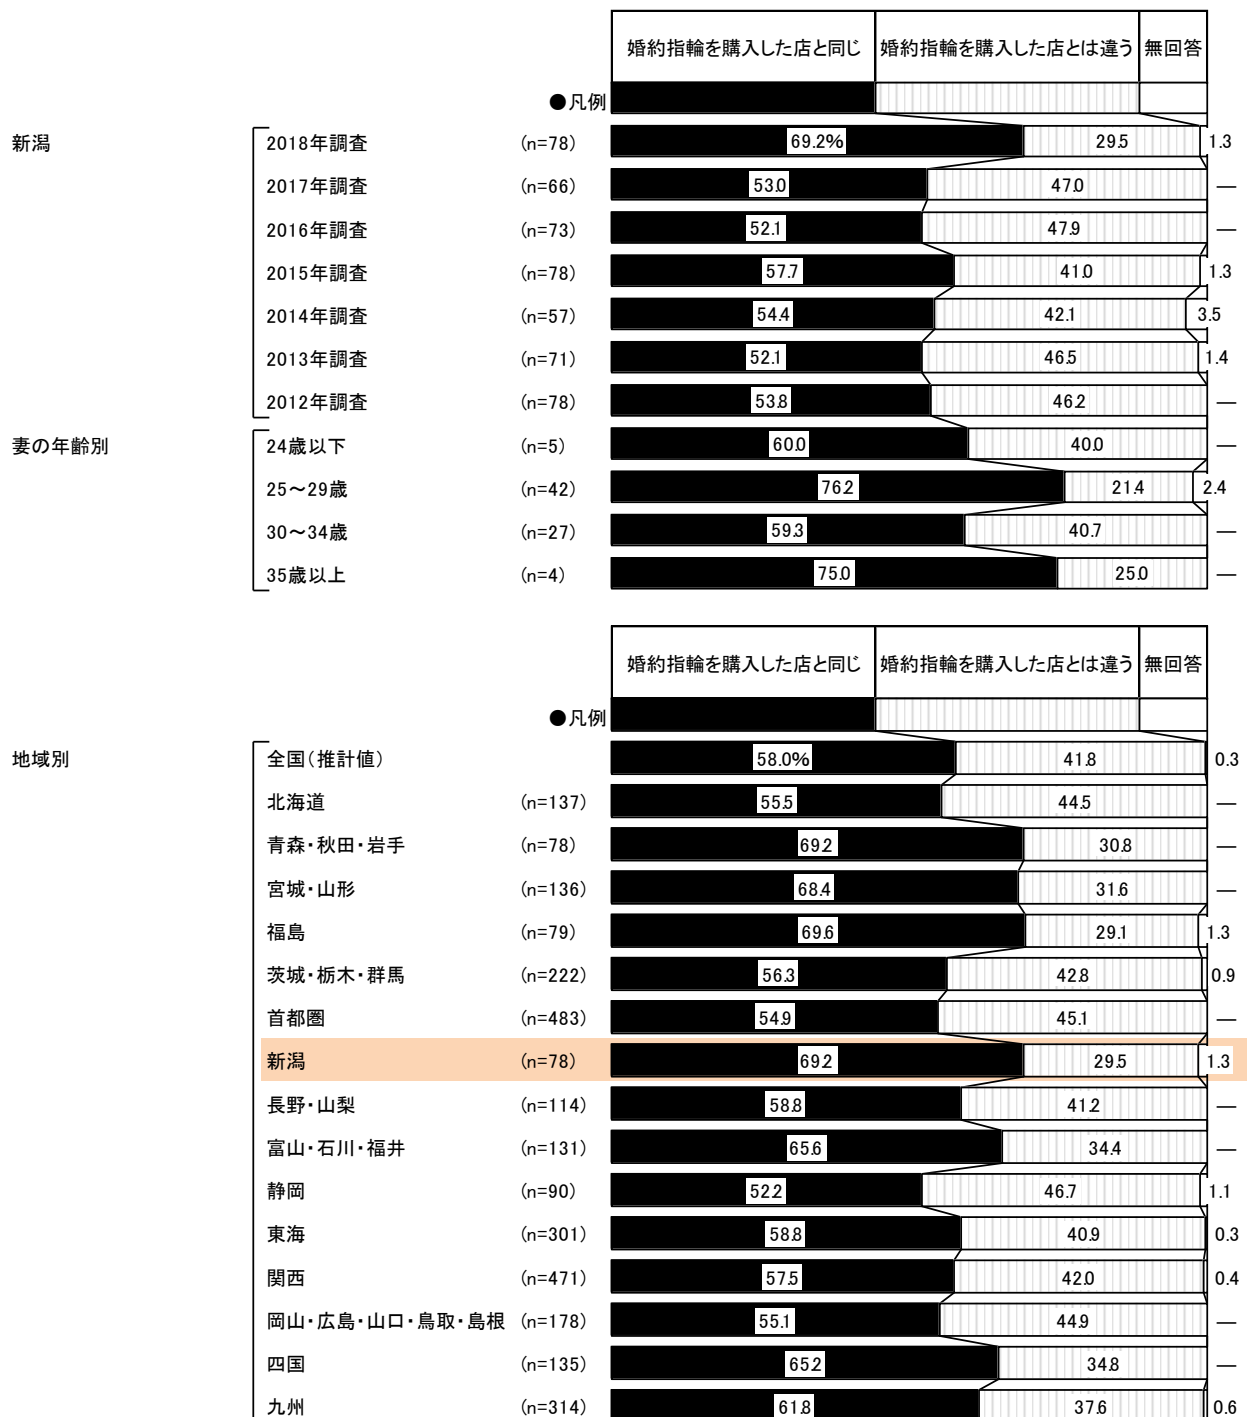 婚約指輪を購入した店と同じ 婚約指輪を購入した店とは違う 無回答
●凡例
新潟 2018年調査 (n=78) 69.2% 29.5 1.3
2017年調査 (n=66) 53.0 47.0 —
2016年調査 (n=73) 52.1 47.9 —
2015年調査 (n=78) 57.7 41.0 1.3
2014年調査 (n=57) 54.4 42.1 3.5
2013年調査 (n=71) 52.1 46.5 1.4
2012年調査 (n=78) 53.8 46.2 —
妻の年齢別 24歳以下 (n=5) 60.0 40.0 —
25～29歳 (n=42) 76.2 21.4 2.4
30～34歳 (n=27) 59.3 40.7 —
35歳以上 (n=4) 75.0 25.0 —
婚約指輪を購入した店と同じ 婚約指輪を購入した店とは違う 無回答
●凡例
地域別 全国(推計値) 58.0% 41.8 0.3
北海道 (n=137) 55.5 44.5 —
青森・秋田・岩手 (n=78) 69.2 30.8 —
宮城・山形 (n=136) 68.4 31.6 —
福島 (n=79) 69.6 29.1 1.3
茨城・栃木・群馬 (n=222) 56.3 42.8 0.9
首都圏 (n=483) 54.9 45.1 —
新潟 (n=78) 69.2 29.5 1.3
長野・山梨 (n=114) 58.8 41.2 —
富山・石川・福井 (n=131) 65.6 34.4 —
静岡 (n=90) 52.2 46.7 1.1
東海 (n=301) 58.8 40.9 0.3
関西 (n=471) 57.5 42.0 0.4
岡山・広島・山口・鳥取・島根 (n=178) 55.1 44.9 —
四国 (n=135) 65.2 34.8 —
九州 (n=314) 61.8 37.6 0.6